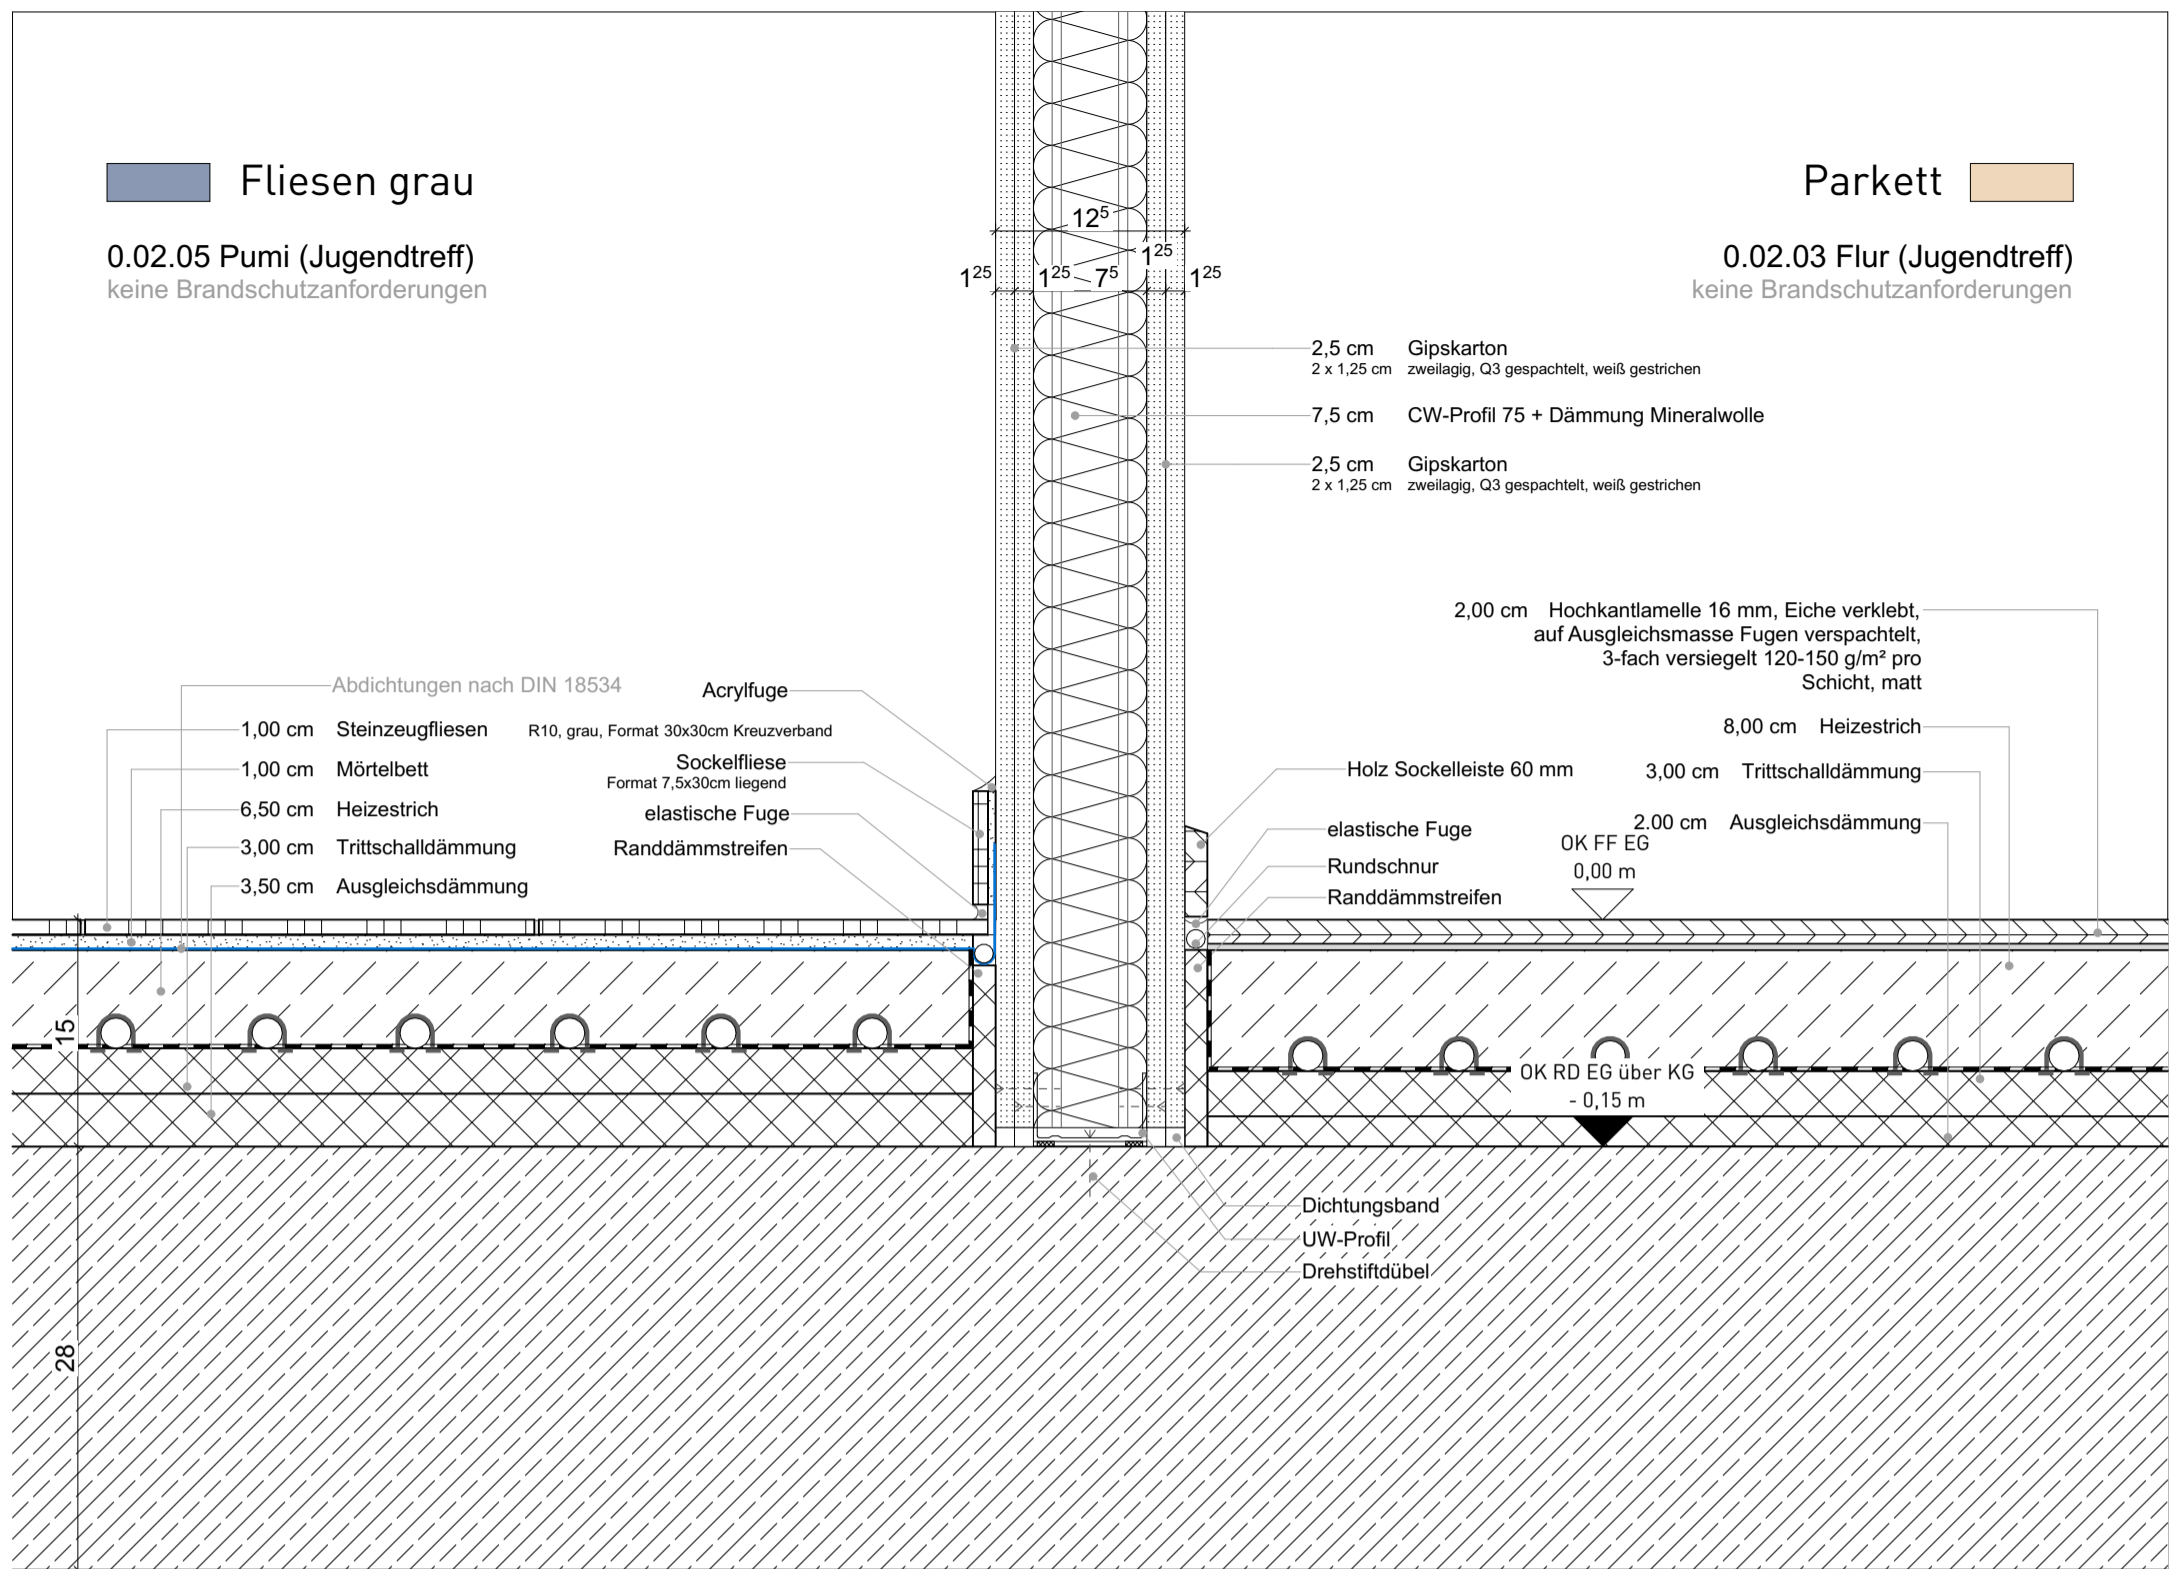 Fliesen grau
0.02.05 Pumi (Jugendtreff)
keine Brandschutzanforderungen
Parkett
0.02.03 Flur (Jugendtreff)
keine Brandschutzanforderungen
12⁵
1²⁵ 1²⁵ 7⁵ 1²⁵ 1²⁵
2,5 cm Gipskarton
2 x 1,25 cm zweilagig, Q3 gespachtelt, weiß gestrichen
7,5 cm CW-Profil 75 + Dämmung Mineralwolle
2,5 cm Gipskarton
2 x 1,25 cm zweilagig, Q3 gespachtelt, weiß gestrichen
Abdichtungen nach DIN 18534
1,00 cm Steinzeugfliesen R10, grau, Format 30x30cm Kreuzverband
1,00 cm Mörtelbett
6,50 cm Heizestrich
3,00 cm Trittschalldämmung
3,50 cm Ausgleichsdämmung
Acrylfuge
Sockelfliese
Format 7,5x30cm liegend
elastische Fuge
Randdämmstreifen
2,00 cm Hochkantlamelle 16 mm, Eiche verklebt,
auf Ausgleichsmasse Fugen verspachtelt,
3-fach versiegelt 120-150 g/m² pro
Schicht, matt
8,00 cm Heizestrich
3,00 cm Trittschalldämmung
2.00 cm Ausgleichsdämmung
Holz Sockelleiste 60 mm
elastische Fuge
Rundschnur
Randdämmstreifen
OK FF EG
0,00 m
OK RD EG über KG
- 0,15 m
15
28
Dichtungsband
UW-Profil
Drehstiftdübel